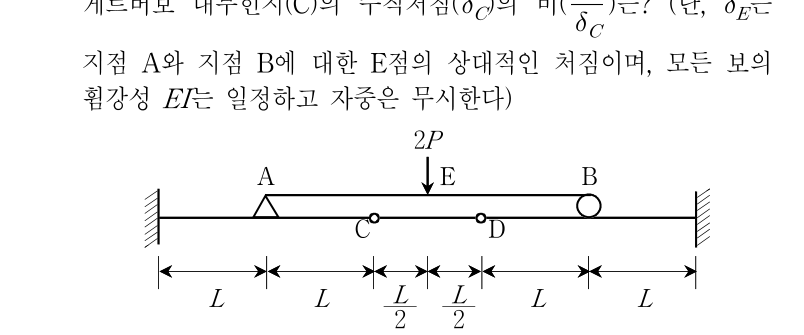 게르버보 내부힌지(C)의 수직처짐(δ_C)의 비(—/δ_C)는? (단, δ_E는
지점 A와 지점 B에 대한 E점의 상대적인 처짐이며, 모든 보의
휨강성 EI는 일정하고 자중은 무시한다)
2P
A E B
C D
L L L/2 L/2 L L